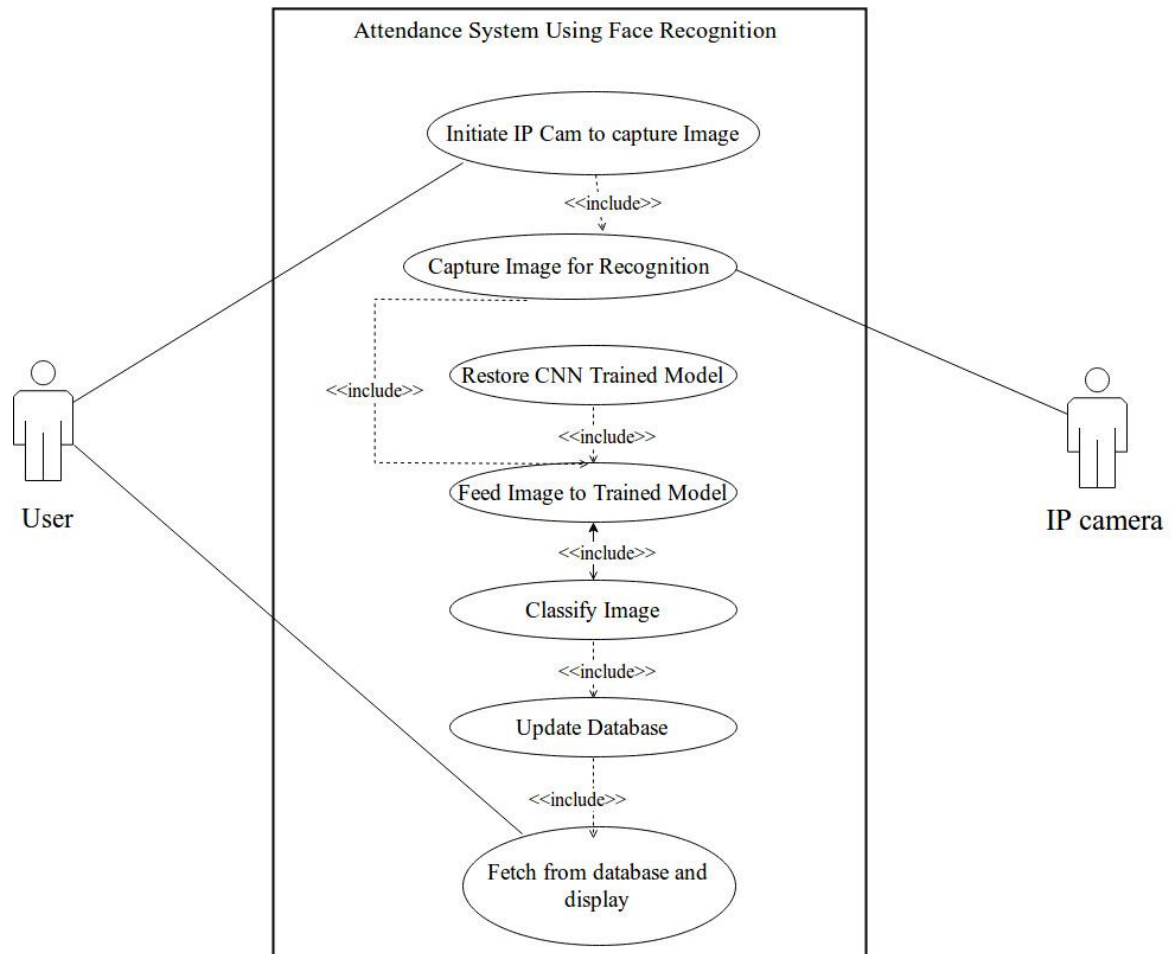 Attendance System Using Face Recognition
Initiate IP Cam to capture Image
<<include>>
Capture Image for Recognition
Restore CNN Trained Model
<<include>>
<<include>>
Feed Image to Trained Model
User
IP camera
<<include>>
Classify Image
<<include>>
Update Database
<<include>>
Fetch from database and
display